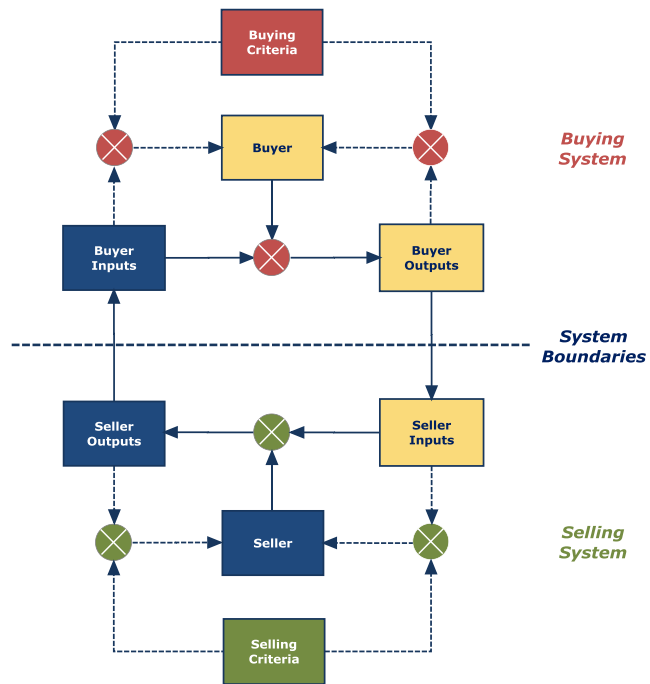 Buying
Criteria
Buyer
Buying
System
Buyer
Inputs
Buyer
Outputs
System
Boundaries
Seller
Outputs
Seller
Inputs
Seller
Selling
System
Selling
Criteria